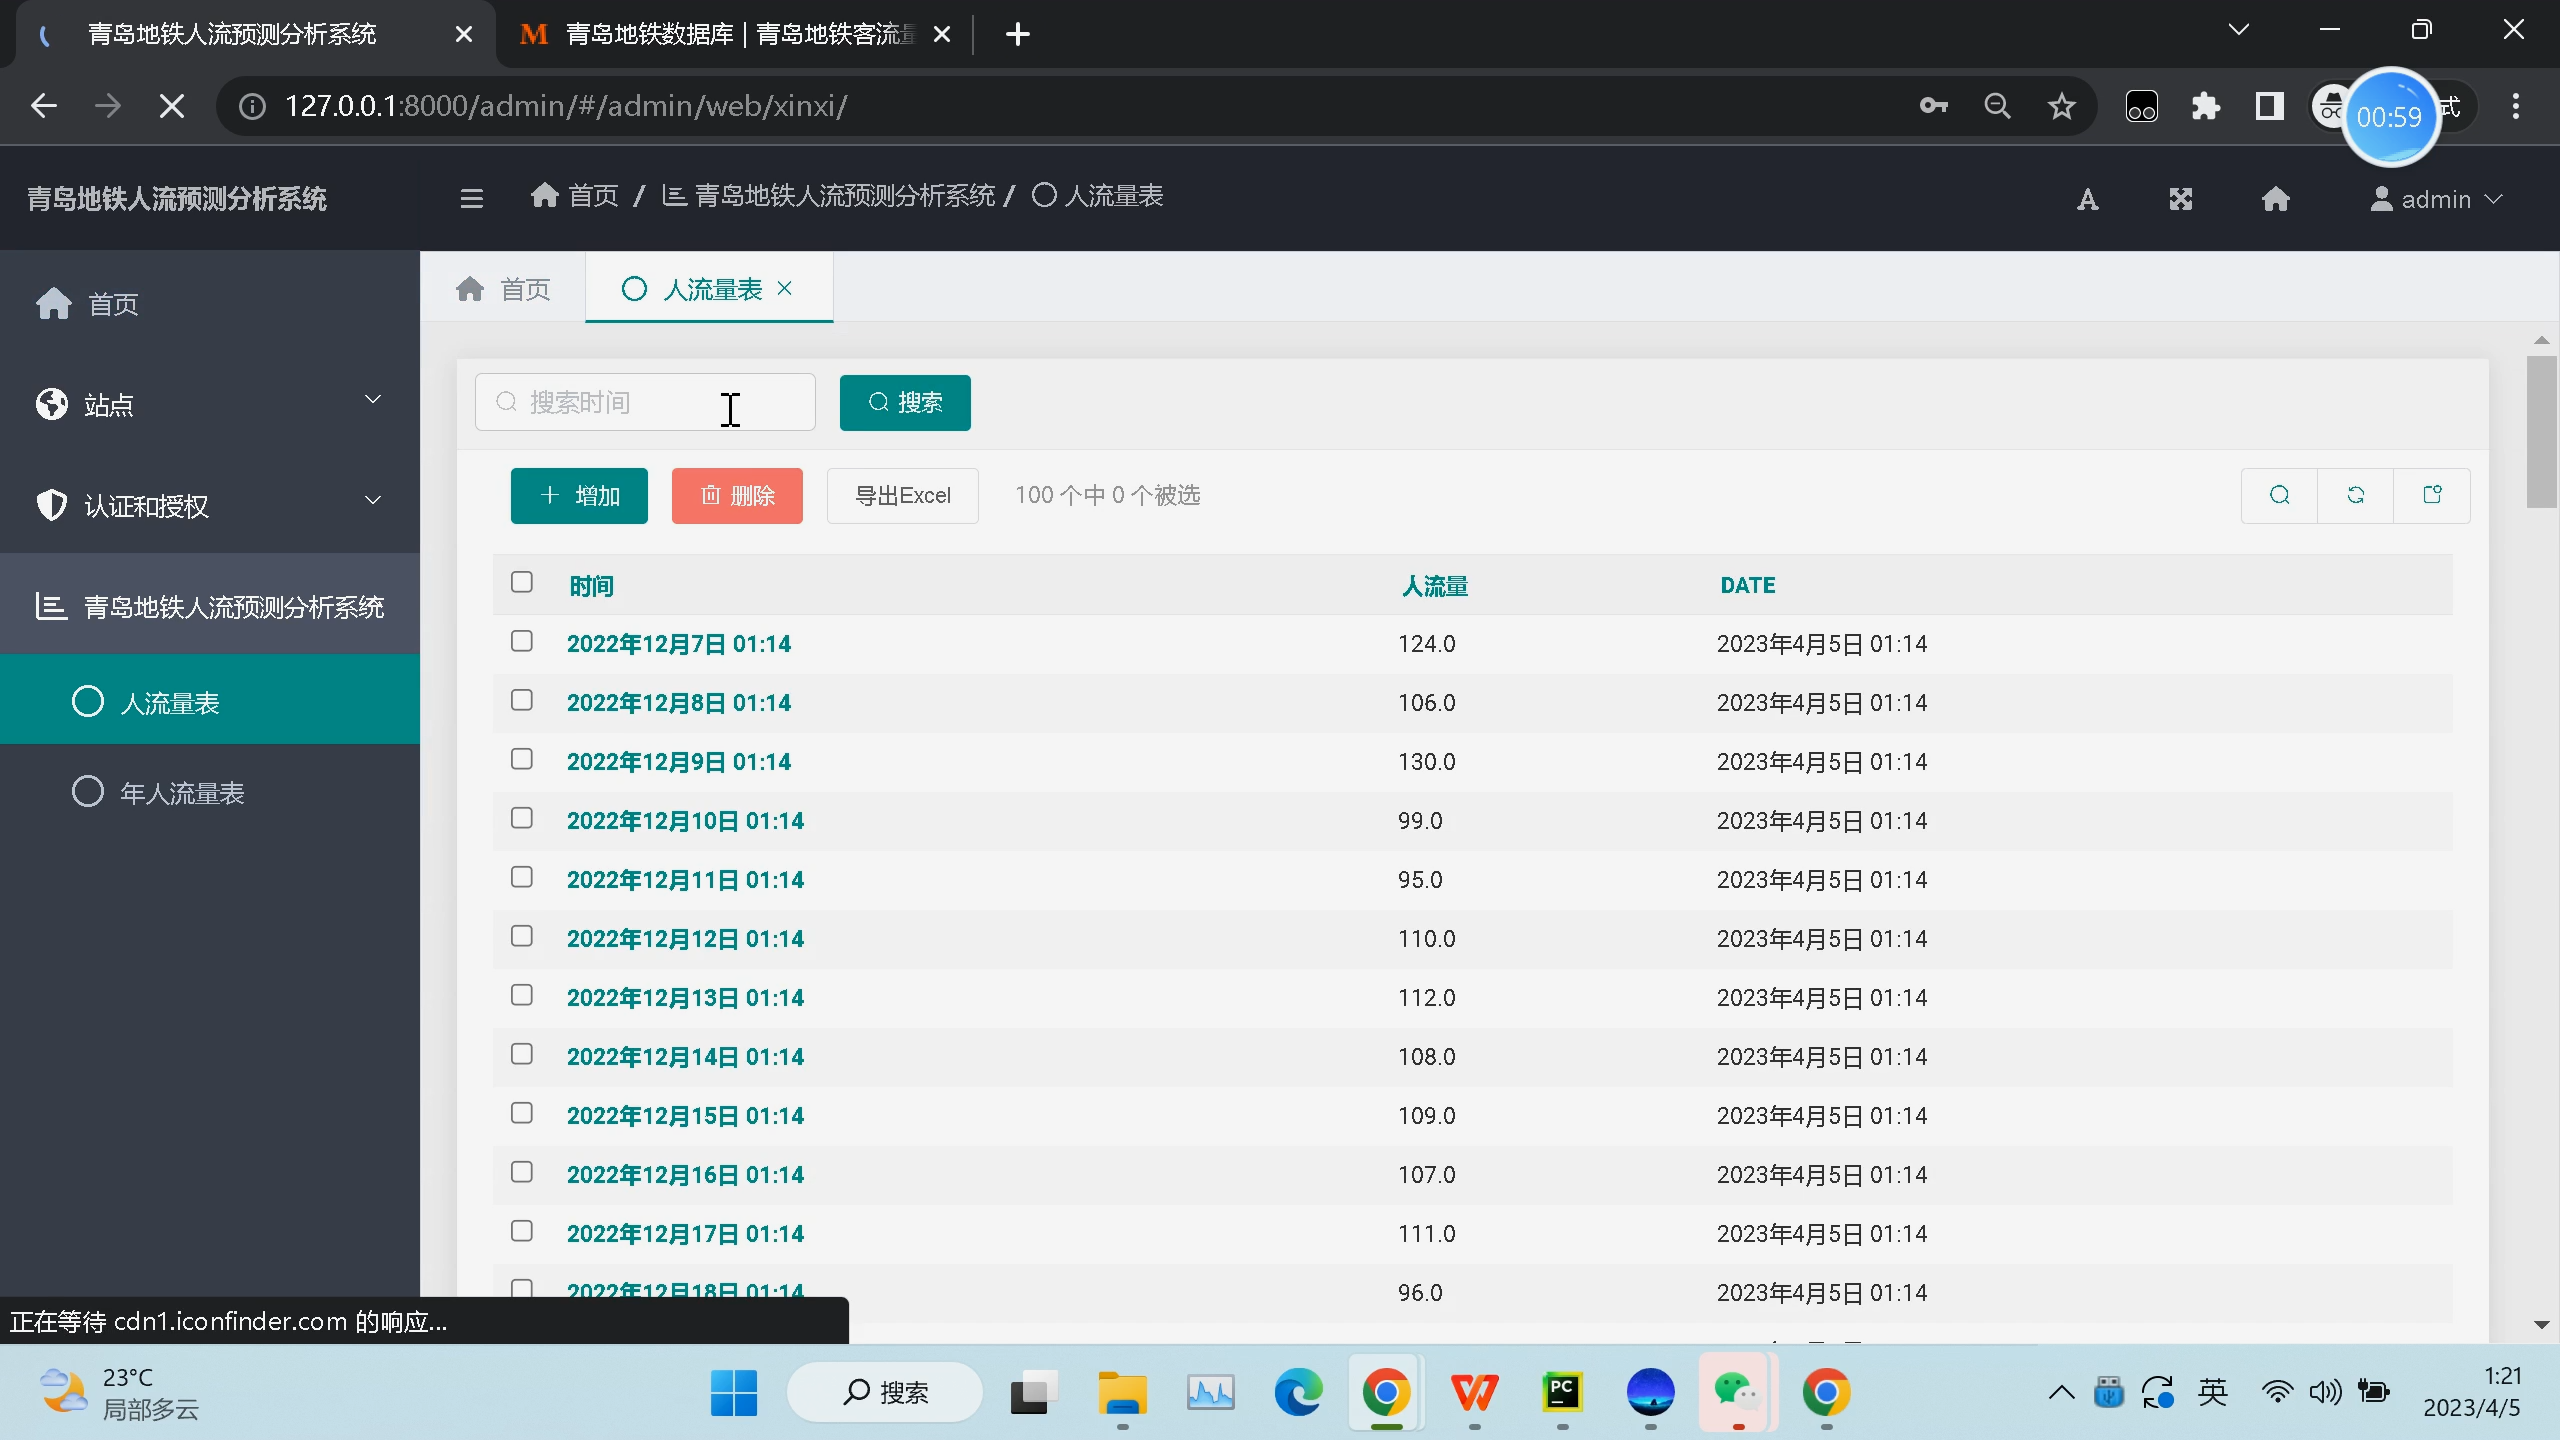 青岛地铁人流预测分析系统
青岛地铁数据库 | 青岛地铁客流量
127.0.0.1:8000/admin/#/admin/web/xinxi/
式
00:59
青岛地铁人流预测分析系统
首页 / 青岛地铁人流预测分析系统 / 人流量表
admin
首页
站点
认证和授权
青岛地铁人流预测分析系统
人流量表
年人流量表
首页
人流量表
搜索时间
搜索
增加
删除
导出Excel
100 个中 0 个被选
时间 人流量 DATE
2022年12月7日 01:14 124.0 2023年4月5日 01:14
2022年12月8日 01:14 106.0 2023年4月5日 01:14
2022年12月9日 01:14 130.0 2023年4月5日 01:14
2022年12月10日 01:14 99.0 2023年4月5日 01:14
2022年12月11日 01:14 95.0 2023年4月5日 01:14
2022年12月12日 01:14 110.0 2023年4月5日 01:14
2022年12月13日 01:14 112.0 2023年4月5日 01:14
2022年12月14日 01:14 108.0 2023年4月5日 01:14
2022年12月15日 01:14 109.0 2023年4月5日 01:14
2022年12月16日 01:14 107.0 2023年4月5日 01:14
2022年12月17日 01:14 111.0 2023年4月5日 01:14
2022年12月18日 01:14 96.0 2023年4月5日 01:14
正在等待 cdn1.iconfinder.com 的响应...
23°C
局部多云
搜索
英
1:21
2023/4/5